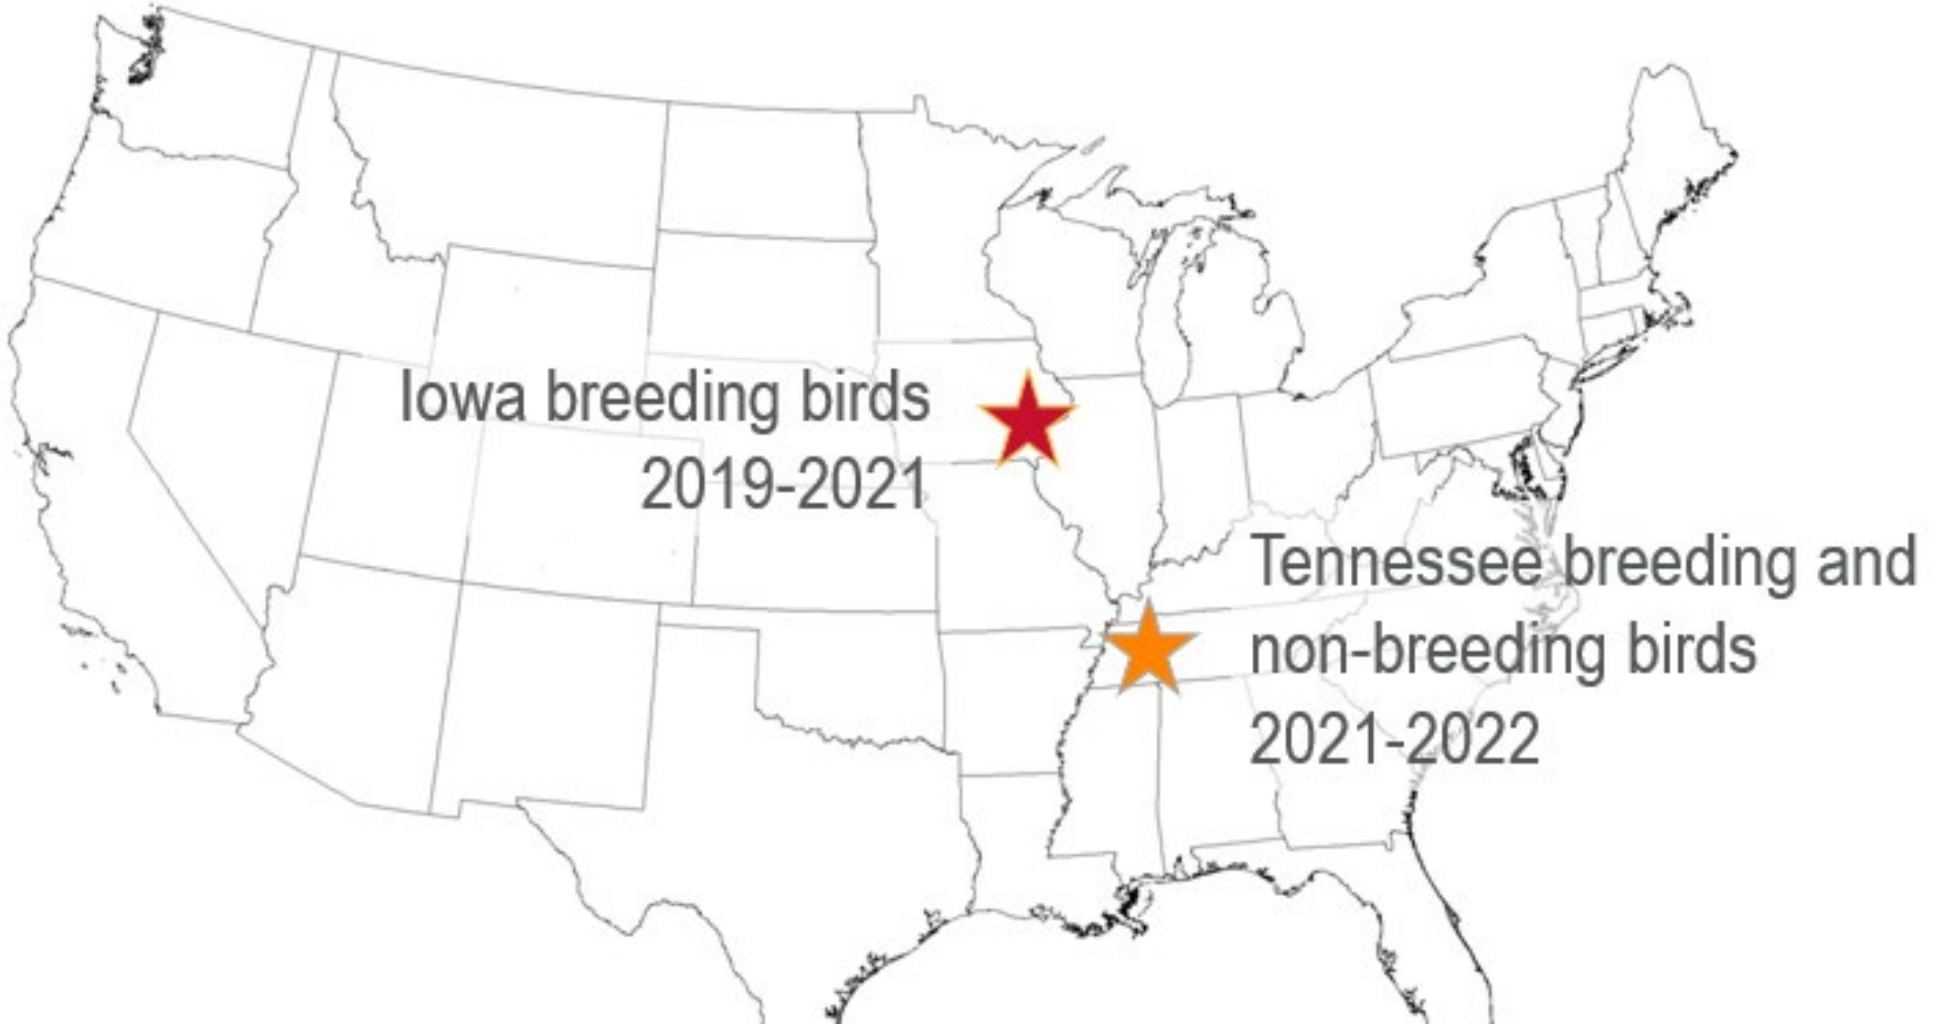 Iowa breeding birds
2019-2021
Tennessee breeding and
non-breeding birds
2021-2022